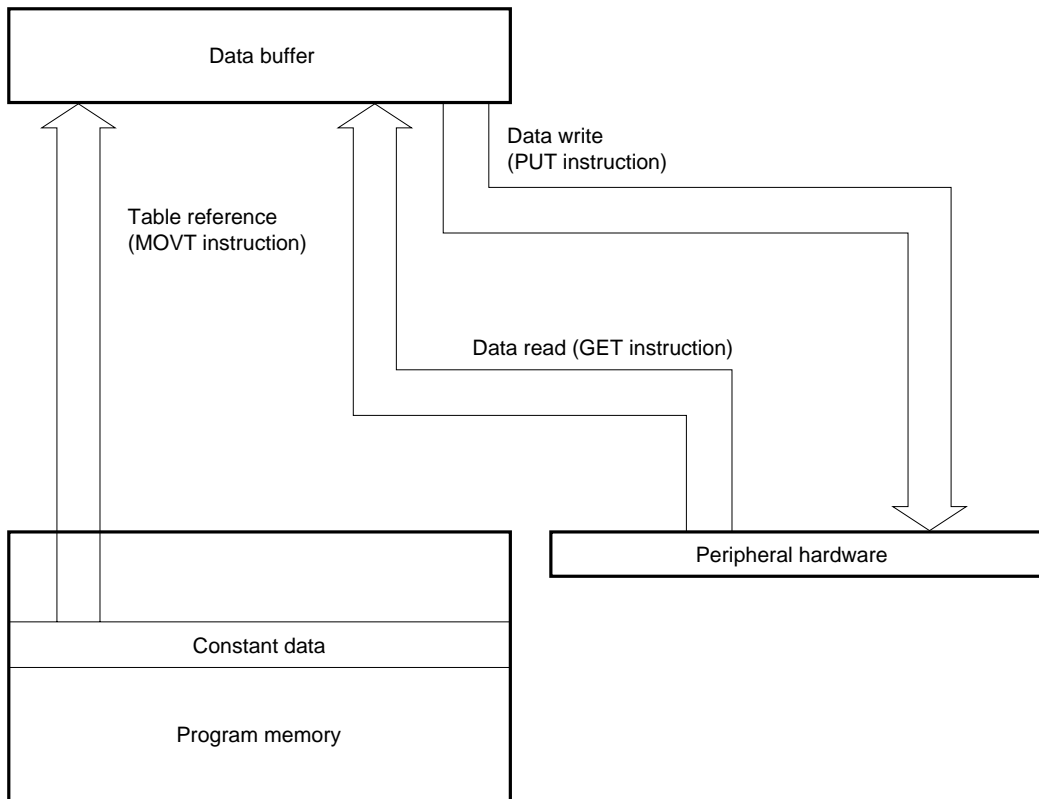 Data buffer
Data write
(PUT instruction)
Table reference
(MOVT instruction)
Data read (GET instruction)
Peripheral hardware
Constant data
Program memory